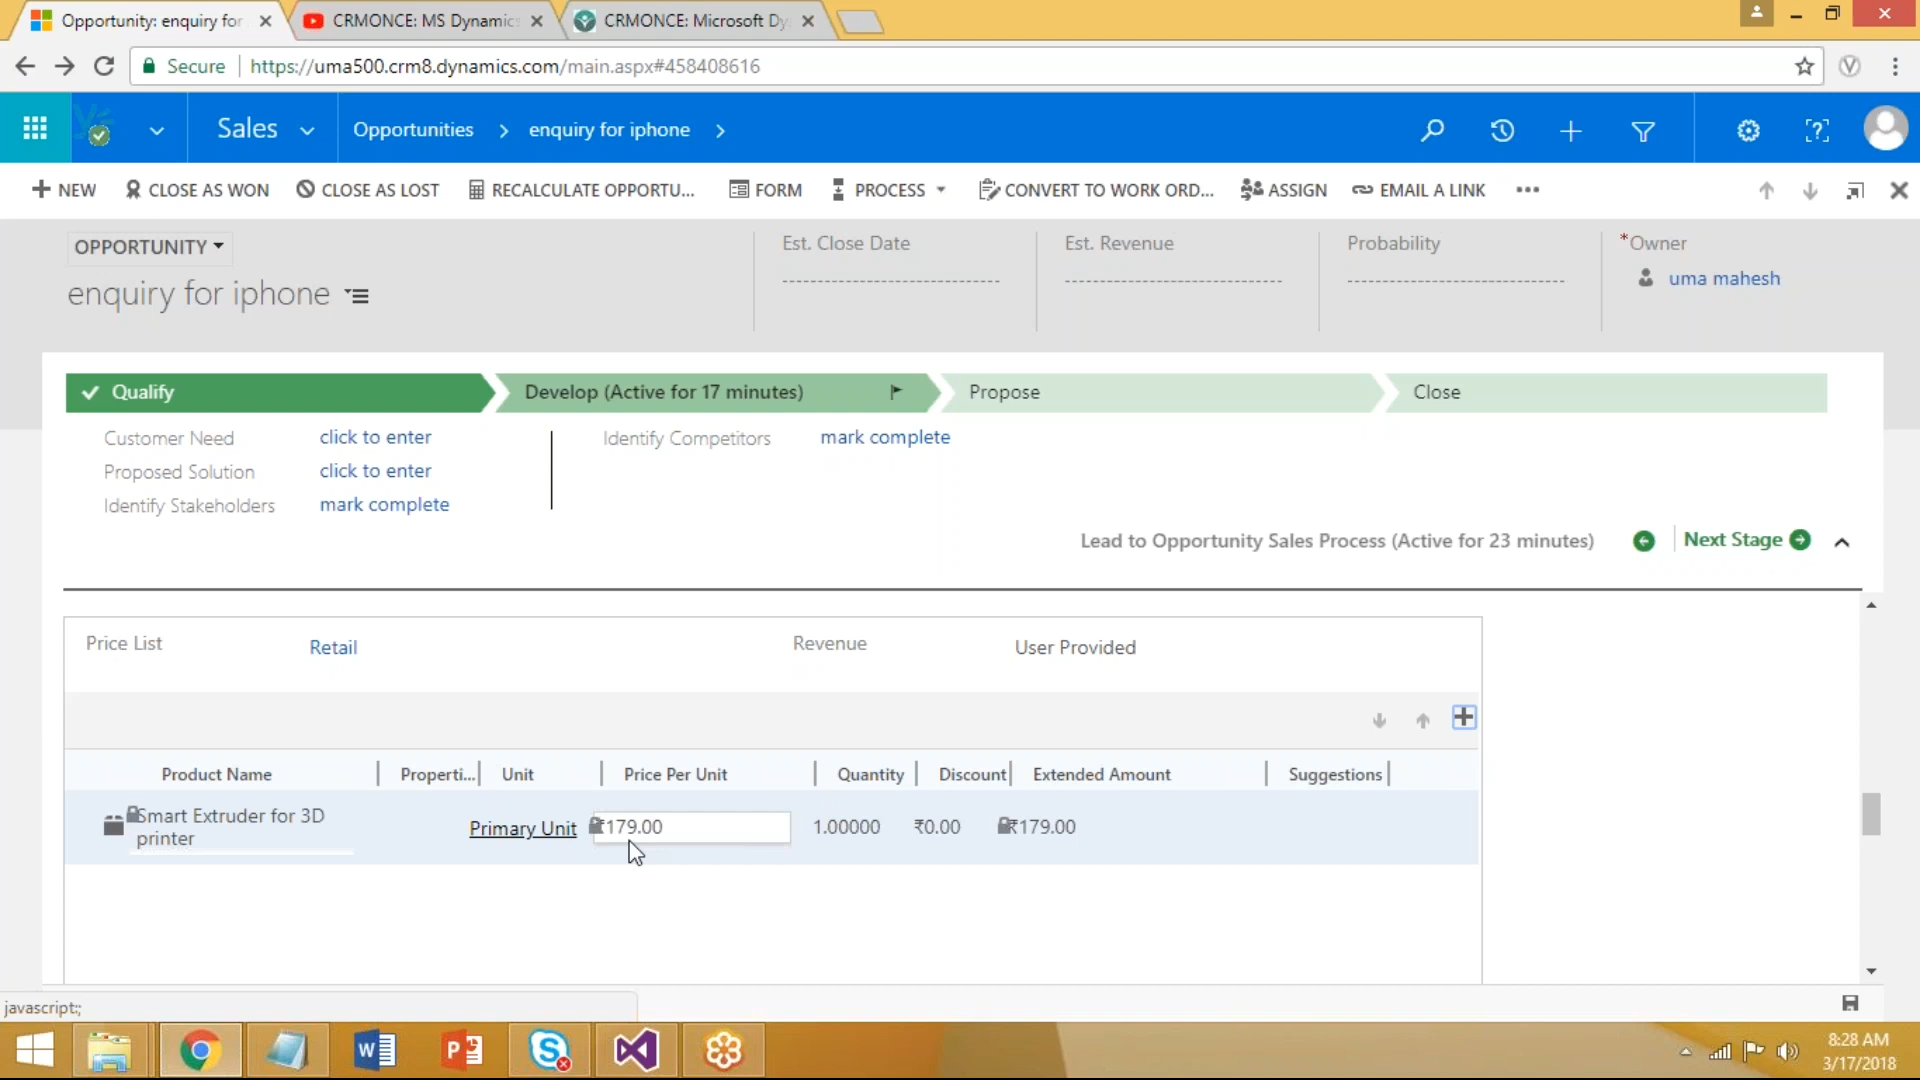 Opportunity: enquiry for
CRMONCE: MS Dynamics
CRMONCE: Microsoft Dy
Secure
https://uma500.crm8.dynamics.com/main.aspx#458408616
Sales
Opportunities
enquiry for iphone
NEW
CLOSE AS WON
CLOSE AS LOST
RECALCULATE OPPORTU...
FORM
PROCESS
CONVERT TO WORK ORD...
ASSIGN
EMAIL A LINK
OPPORTUNITY
enquiry for iphone
Est. Close Date
Est. Revenue
Probability
*Owner
uma mahesh
Qualify
Develop (Active for 17 minutes)
Propose
Close
Customer Need click to enter
Proposed Solution click to enter
Identify Stakeholders mark complete
Identify Competitors mark complete
Lead to Opportunity Sales Process (Active for 23 minutes)
Next Stage
Price List Retail
Revenue User Provided
Product Name Properti... Unit Price Per Unit Quantity Discount Extended Amount Suggestions
Smart Extruder for 3D
printer
Primary Unit ₹179.00 1.00000 ₹0.00 ₹179.00
javascript:;
8:28 AM
3/17/2018